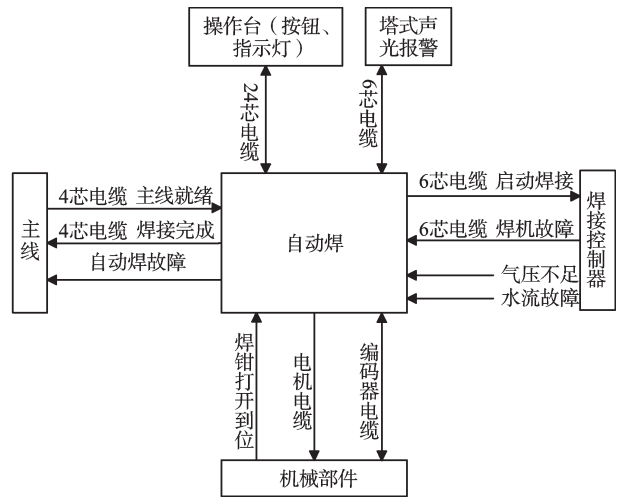 操作台（按钮、
指示灯）
塔式声
光报警
24芯电缆
6芯电缆
主线
4芯电缆 主线就绪
4芯电缆 焊接完成
自动焊故障
自动焊
6芯电缆 启动焊接
6芯电缆 焊机故障
气压不足
水流故障
焊接控制器
焊钳打开到位
电机电缆
编码器电缆
机械部件